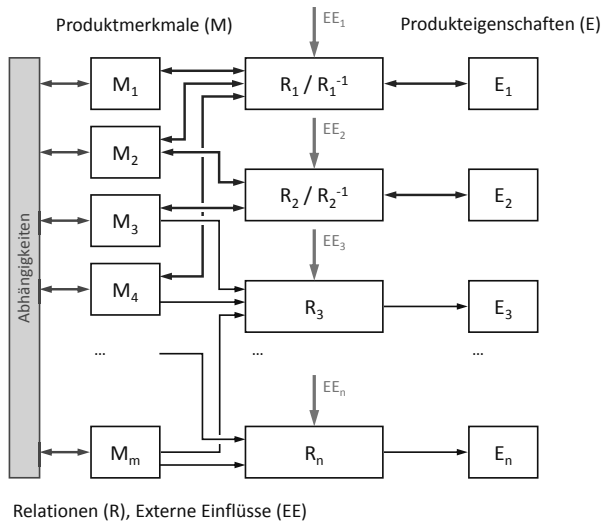 Produktmerkmale (M)
EE₁
Produkteigenschaften (E)
M₁
R₁ / R₁⁻¹
E₁
EE₂
M₂
R₂ / R₂⁻¹
E₂
M₃
EE₃
Abhängigkeiten
M₄
R₃
E₃
...
...
...
EEₙ
Mₘ
Rₙ
Eₙ
Relationen (R), Externe Einflüsse (EE)